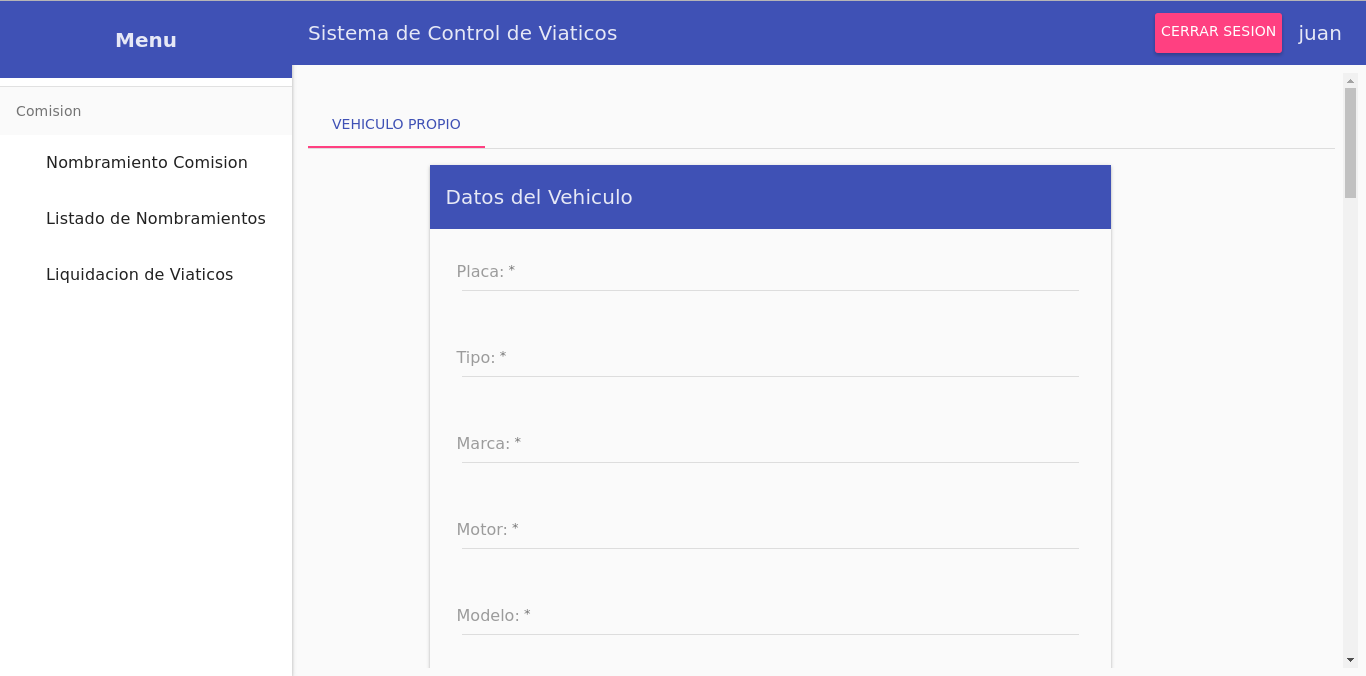 Menu
Sistema de Control de Viaticos
CERRAR SESION
juan
Comision
Nombramiento Comision
Listado de Nombramientos
Liquidacion de Viaticos
VEHICULO PROPIO
Datos del Vehiculo
Placa: *
Tipo: *
Marca: *
Motor: *
Modelo: *